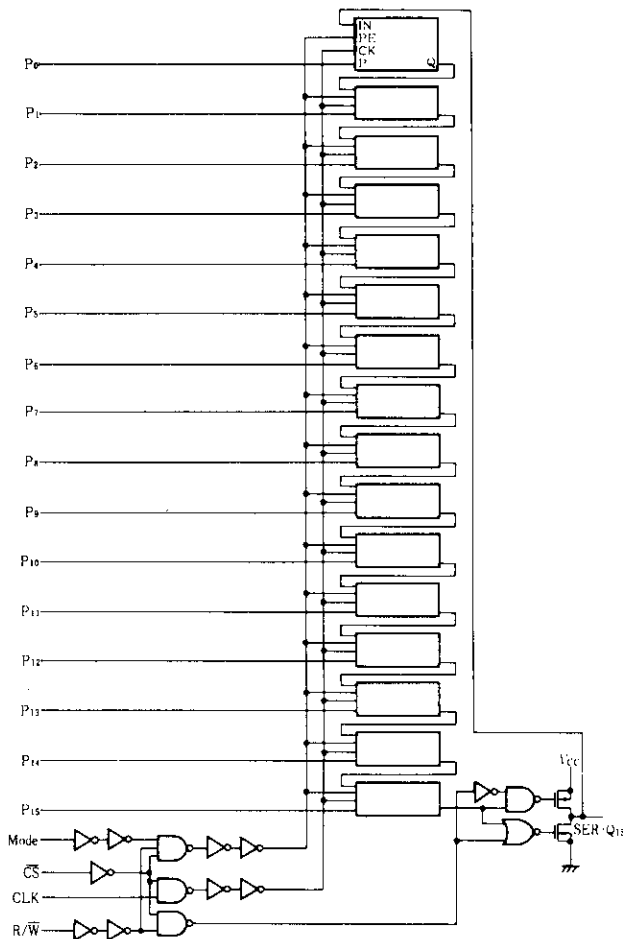 IN
PE
CK
P Q
P₀
P₁
P₂
P₃
P₄
P₅
P₆
P₇
P₈
P₉
P₁₀
P₁₁
P₁₂
P₁₃
P₁₄
P₁₅
Vcc
SER·Q₁₅
Mode
C̅S̅
CLK
R/W̅